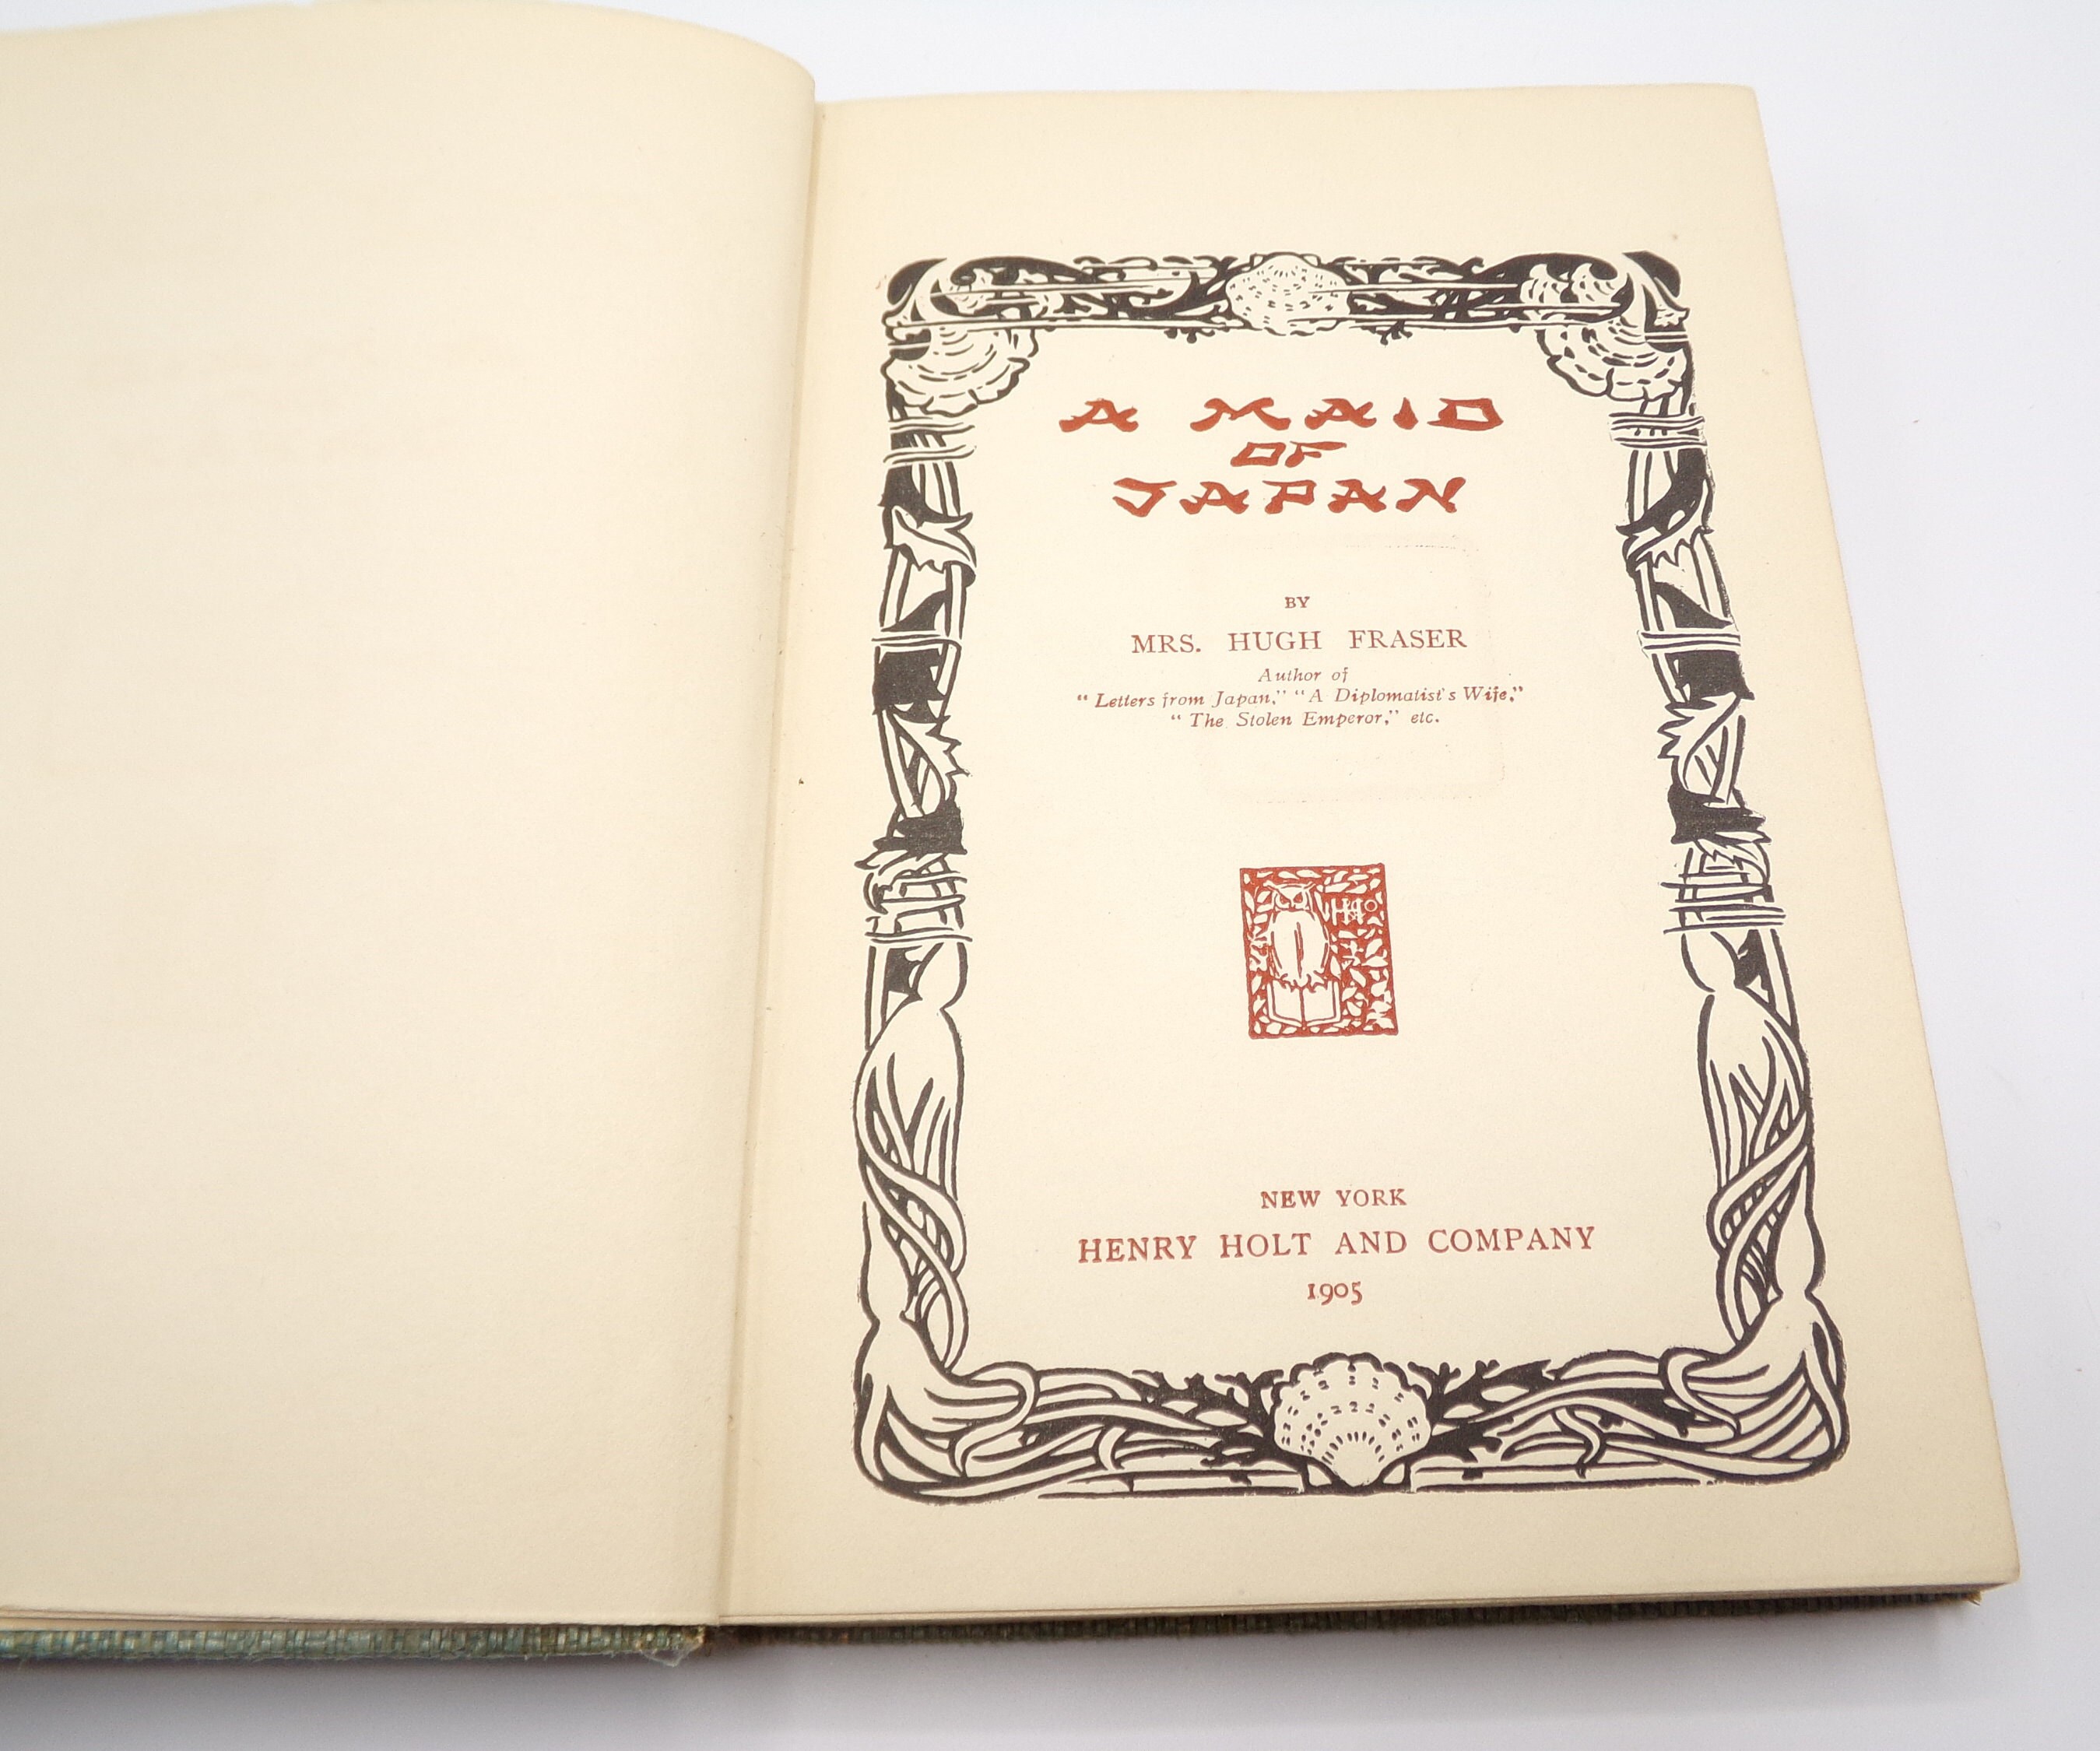 A MAID
OF
JAPAN
BY
MRS. HUGH FRASER
Author of
“Letters from Japan,” “A Diplomatist's Wife,”
“The Stolen Emperor,” etc.
NEW YORK
HENRY HOLT AND COMPANY
1905